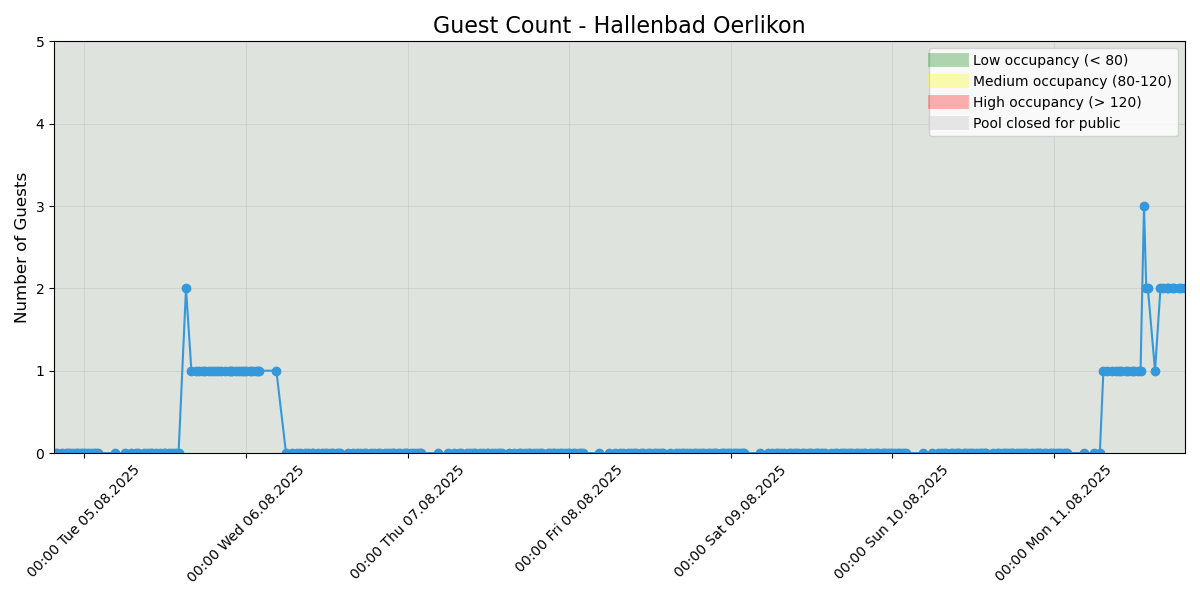 Guest Count - Hallenbad Oerlikon
Number of Guests
5
4
3
2
1
0
Low occupancy (< 80)
Medium occupancy (80-120)
High occupancy (> 120)
Pool closed for public
00:00 Tue 05.08.2025
00:00 Wed 06.08.2025
00:00 Thu 07.08.2025
00:00 Fri 08.08.2025
00:00 Sat 09.08.2025
00:00 Sun 10.08.2025
00:00 Mon 11.08.2025